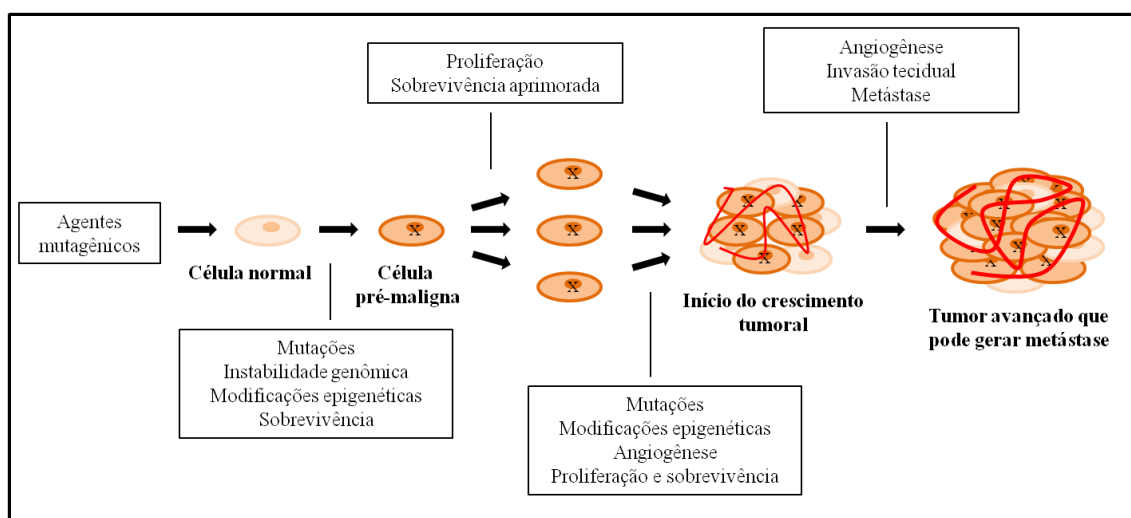 Proliferação
Sobrevivência aprimorada
Angiogênese
Invasão tecidual
Metástase
Agentes
mutagênicos
Célula normal
X
Célula
pré-maligna
X
X
X
X
X
X
X
X
Início do crescimento
tumoral
X
X
X
X
X
X
X
X
X
Tumor avançado que
pode gerar metástase
Mutações
Instabilidade genômica
Modificações epigenéticas
Sobrevivência
Mutações
Modificações epigenéticas
Angiogênese
Proliferação e sobrevivência